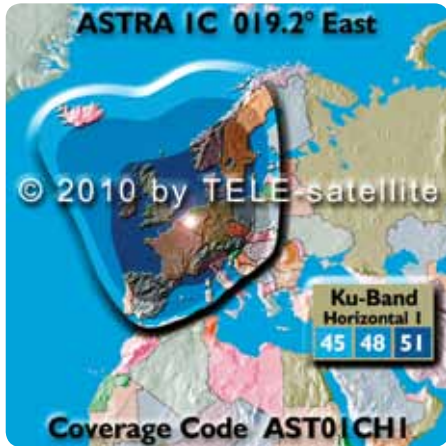 ASTRA 1C 019.2° East
© 2010 by TELE-satellite
Ku-Band
Horizontal 1
45 48 51
Coverage Code AST01CH1